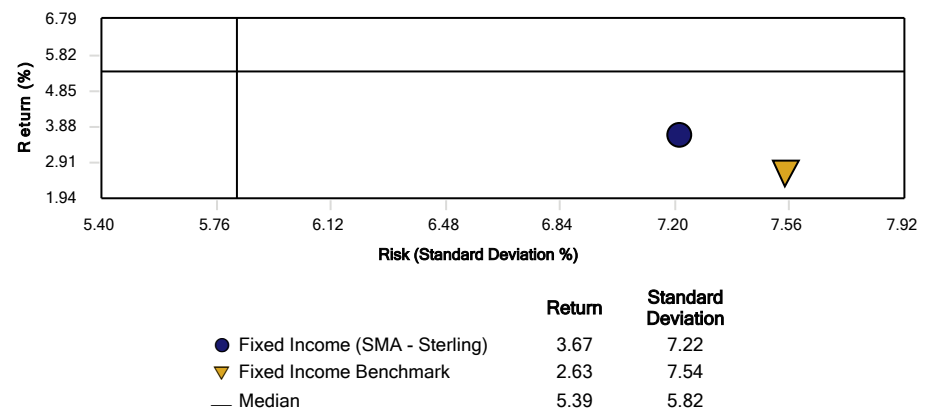 6.79
5.82
4.85
3.88
2.91
1.94
Return (%)
5.40 5.76 6.12 6.48 6.84 7.20 7.56 7.92
Risk (Standard Deviation %)
Return Standard Deviation
Fixed Income (SMA - Sterling) 3.67 7.22
Fixed Income Benchmark 2.63 7.54
Median 5.39 5.82